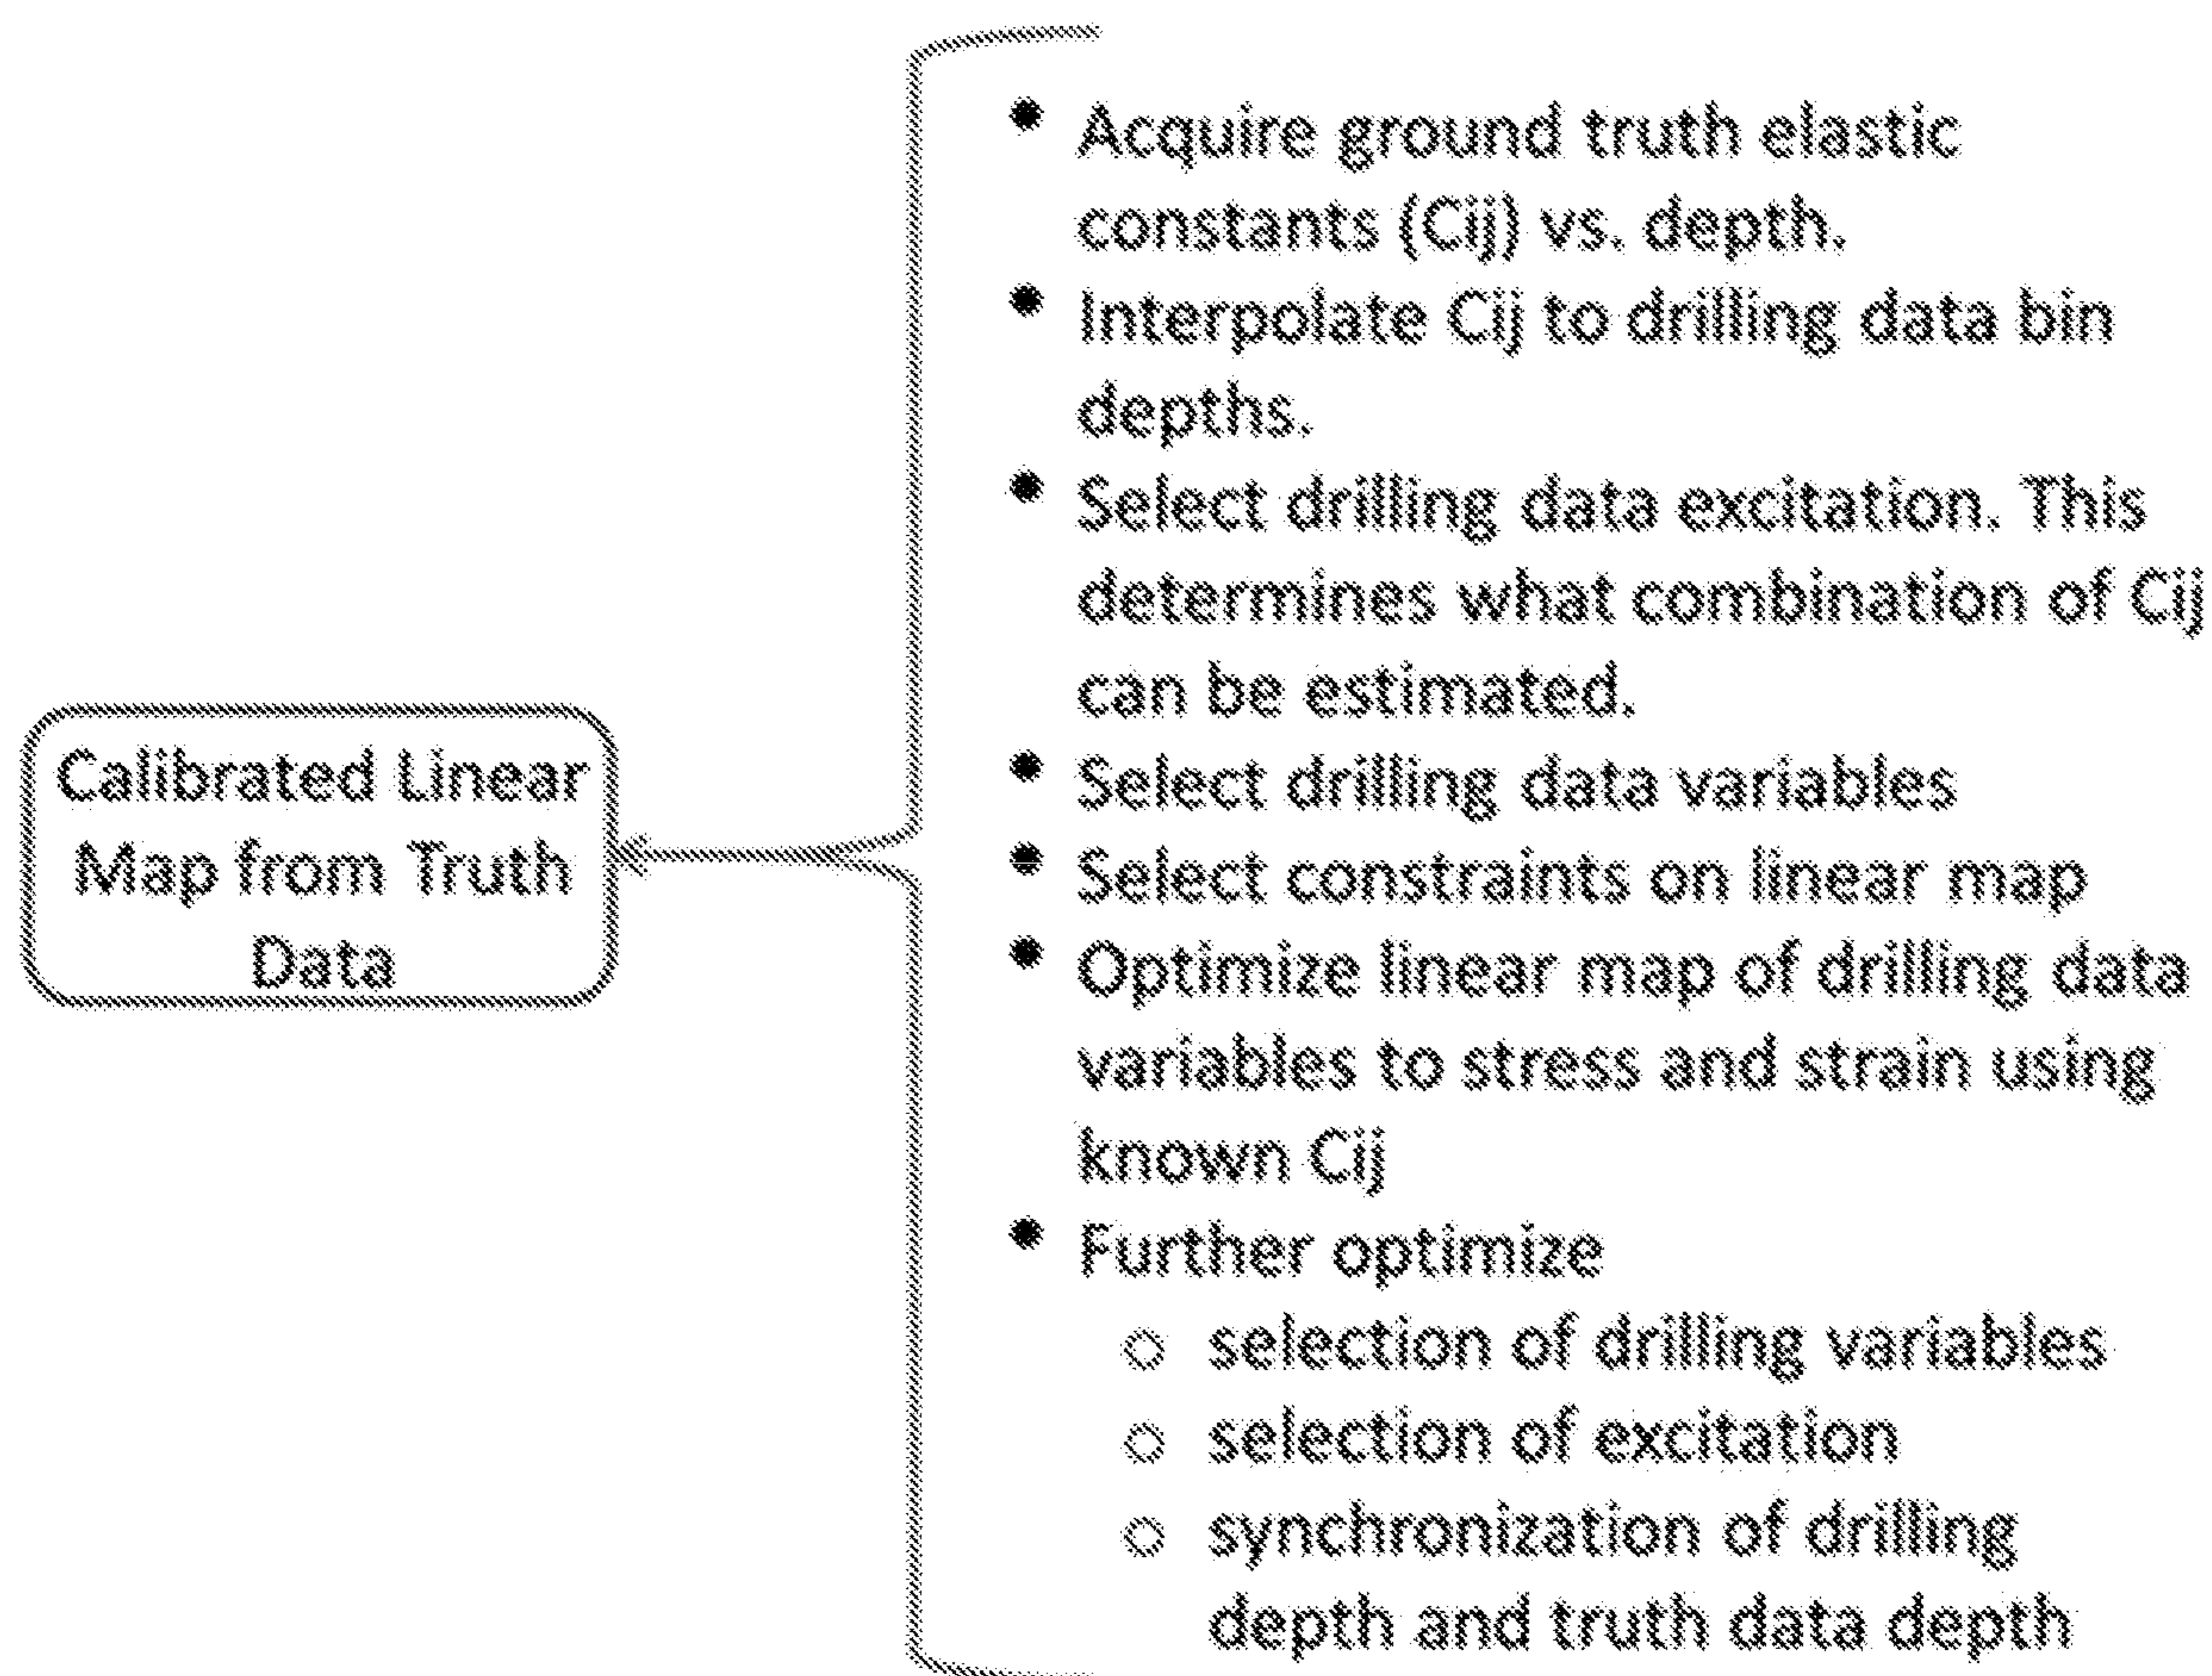 Calibrated Linear
Map from Truth
Data
• Acquire ground truth elastic
constants (Cij) vs. depth.
• Interpolate Cij to drilling data bin
depths.
• Select drilling data excitation. This
determines what combination of Cij
can be estimated.
• Select drilling data variables
• Select constraints on linear map
• Optimize linear map of drilling data
variables to stress and strain using
known Cij
• Further optimize
○ selection of drilling variables
○ selection of excitation
○ synchronization of drilling
depth and truth data depth